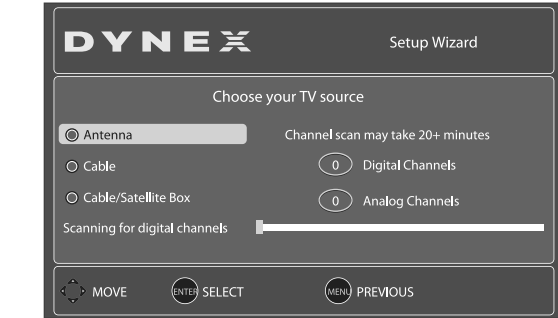 DYNEX
Setup Wizard
Choose your TV source
Antenna
Channel scan may take 20+ minutes
Cable
0 Digital Channels
Cable/Satellite Box
0 Analog Channels
Scanning for digital channels
MOVE
ENTER SELECT
MENU PREVIOUS